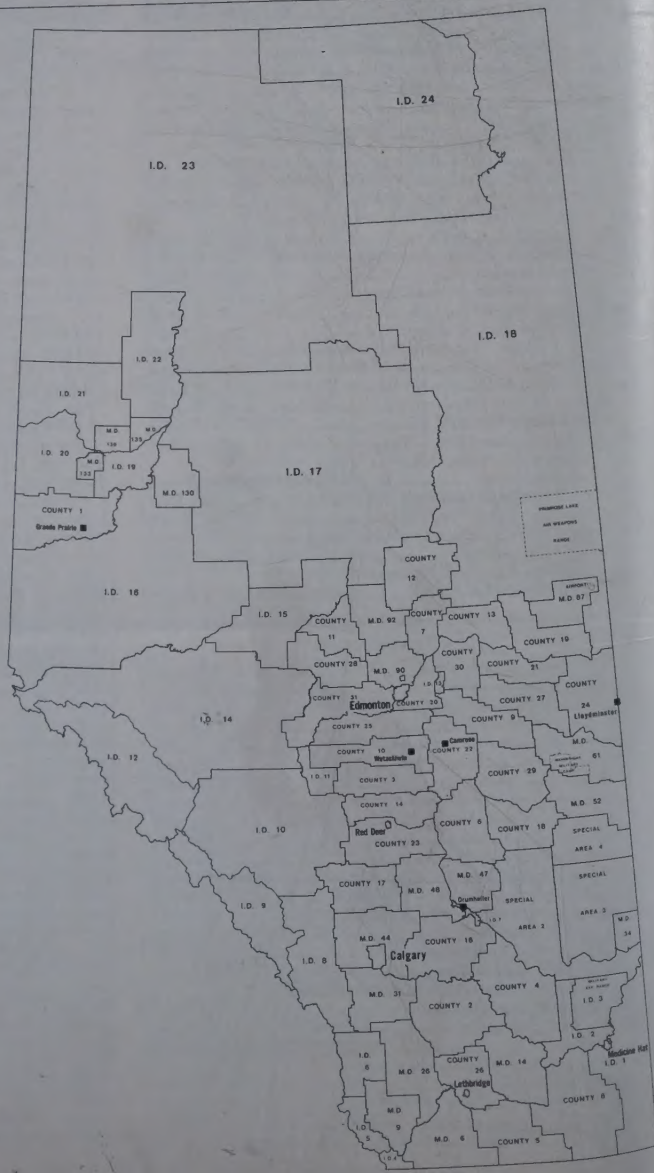 I.D. 24
I.D. 23
I.D. 18
I.D. 22
I.D. 21
M.D.
M.D.
135
I.D. 20
M.D.
I.D. 19
I.D. 17
M.D. 130
COUNTY 1
Grande Prairie
PRIMROSE LAKE
AIR WEAPONS
RANGE
COUNTY
12
I.D. 16
AIRPORT
M.D. 87
I.D. 15
M.D. 92
COUNTY
7
COUNTY 13
COUNTY
11
COUNTY 19
COUNTY
30
COUNTY 28
M.D. 90
COUNTY 21
I.D. 13
COUNTY 31
COUNTY 27
COUNTY
24
Edmonton
COUNTY 20
Lloydminster
I.D. 14
COUNTY 25
COUNTY 9
I.D. 12
COUNTY 10
Wetaskiwin
Camrose
COUNTY 22
M.D.
61
COUNTY 29
I.D. 11
COUNTY 3
M.D. 52
I.D. 10
COUNTY 14
COUNTY 6
COUNTY 18
Red Deer
SPECIAL
AREA 4
COUNTY 23
SPECIAL
AREA 3
M.D. 47
COUNTY 17
M.D. 48
Drumheller
SPECIAL
AREA 2
I.D. 7
I.D. 9
M.D.
34
M.D. 44
COUNTY 16
I.D. 8
Calgary
COUNTY 4
I.D. 3
M.D. 31
COUNTY 2
I.D. 2
Medicine Hat
I.D. 1
I.D.
6
M.D. 26
COUNTY
26
M.D. 14
Lethbridge
COUNTY 8
M.D.
9
I.D.
5
M.D. 6
COUNTY 5
I.D. 4